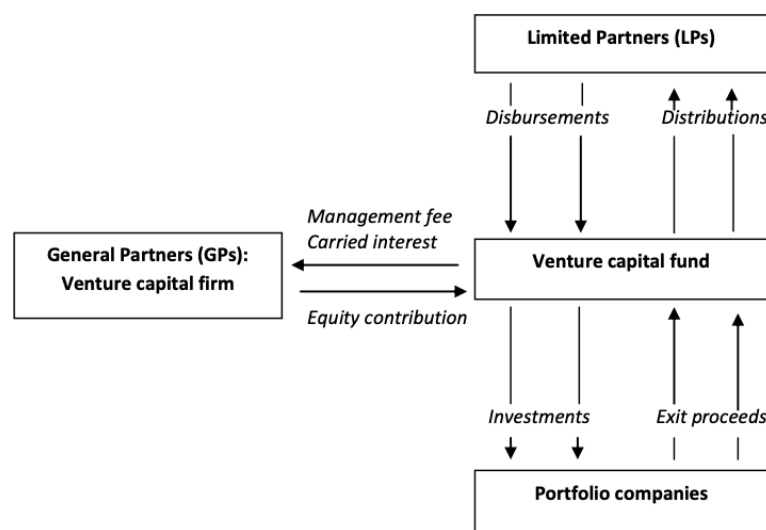 Limited Partners (LPs)
Disbursements
Distributions
Management fee
Carried interest
General Partners (GPs):
Venture capital firm
Venture capital fund
Equity contribution
Investments
Exit proceeds
Portfolio companies